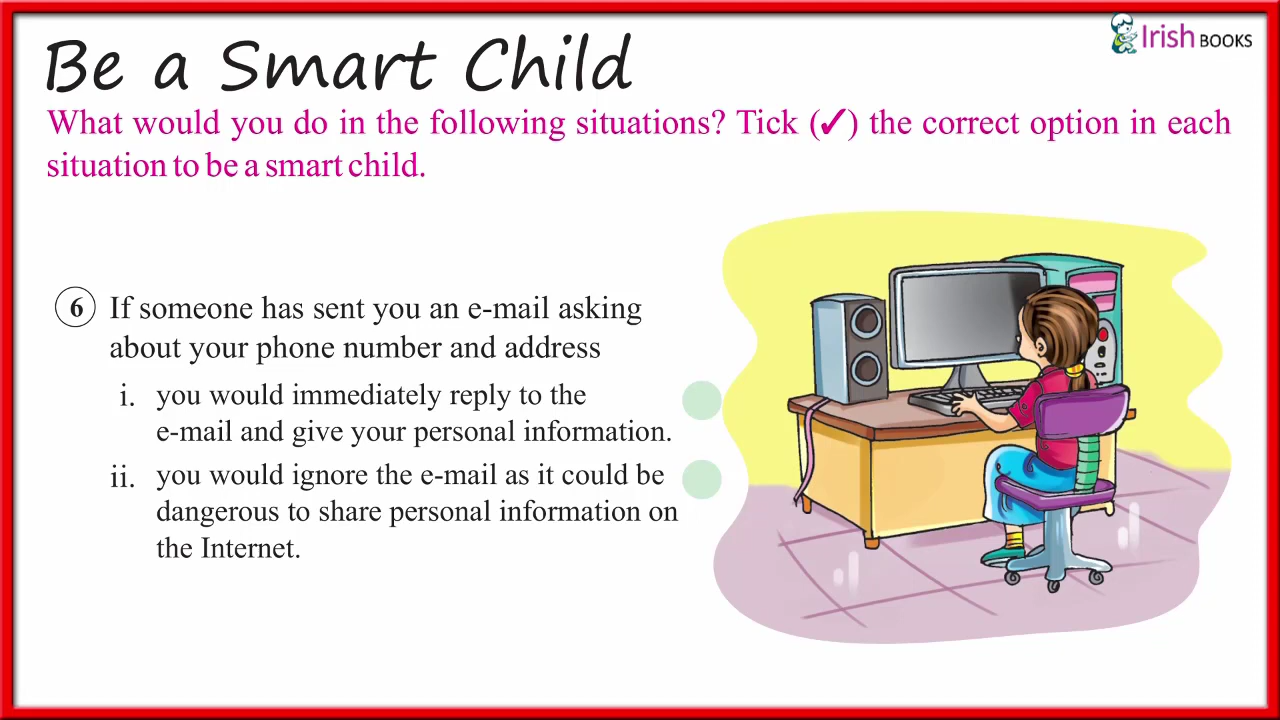 Irish BOOKS
Be a Smart Child
What would you do in the following situations? Tick (✓) the correct option in each
situation to be a smart child.
6 If someone has sent you an e-mail asking
about your phone number and address
i. you would immediately reply to the
e-mail and give your personal information.
ii. you would ignore the e-mail as it could be
dangerous to share personal information on
the Internet.